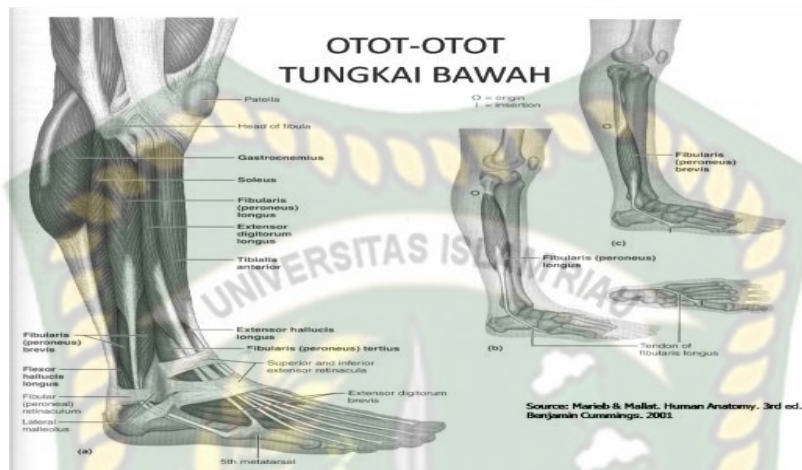 OTOT-OTOT
TUNGKAI BAWAH
Patella
Head of fibula
Gastrocnemius
Soleus
Fibularis
(peroneus)
longus
Extensor
digitorum
longus
Tibialis
anterior
Extensor hallucis
longus
Fibularis (peroneus) tertius
Superior and inferior
extensor retinacula
Extensor digitorum
brevis
Fibularis
(peroneus)
brevis
Flexor
hallucis
longus
Fibular
(peroneal)
retinaculum
Lateral
malleolus
(a)
5th metatarsal
O = origin
I = insertion
O
Fibularis (peroneus)
longus
(b)
O
Fibularis
(peroneus)
brevis
(c)
Tendon of
fibularis longus
Source: Marieb & Mallat. Human Anatomy. 3rd ed.
Benjamin Cummings. 2001
UNIVERSITAS ISLAM RIAU